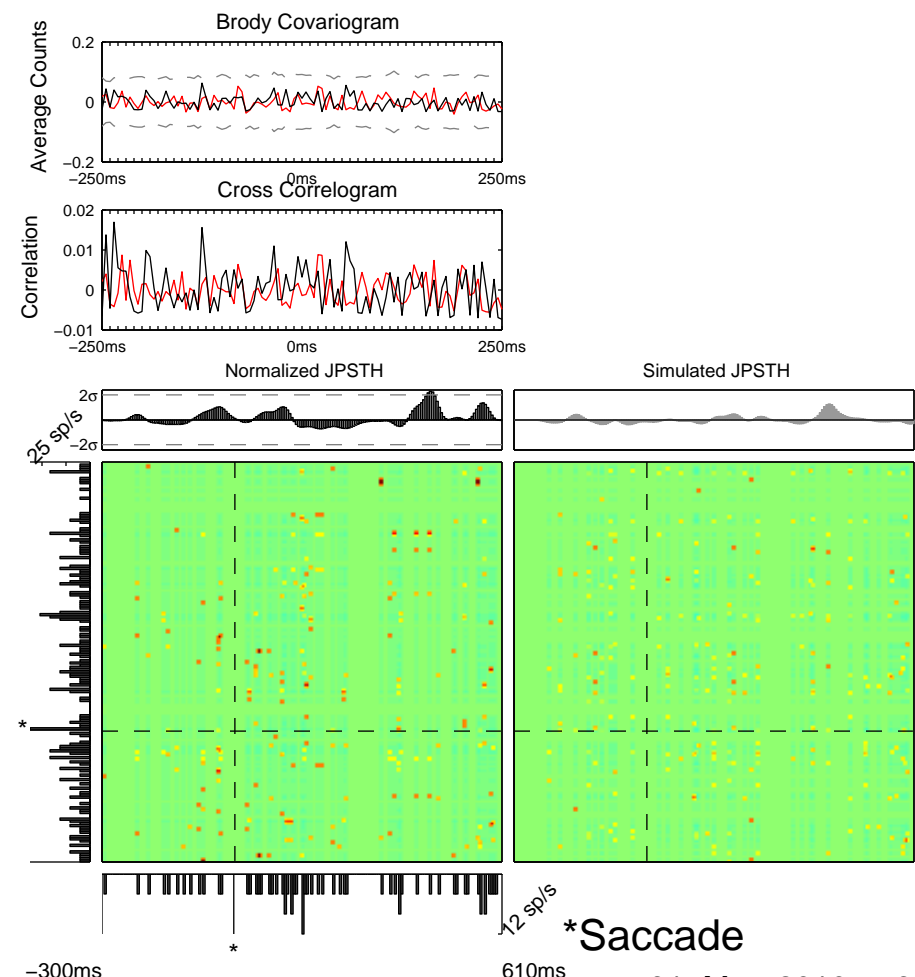 Brody Covariogram
Average Counts
0.2
0
−0.2
−250ms
0ms
250ms
Cross Correlogram
Correlation
0.02
0.01
0
−0.01
−250ms
0ms
250ms
Normalized JPSTH
Simulated JPSTH
2σ
−2σ
25 sp/s
*
12 sp/s
*
*Saccade
−300ms
610ms